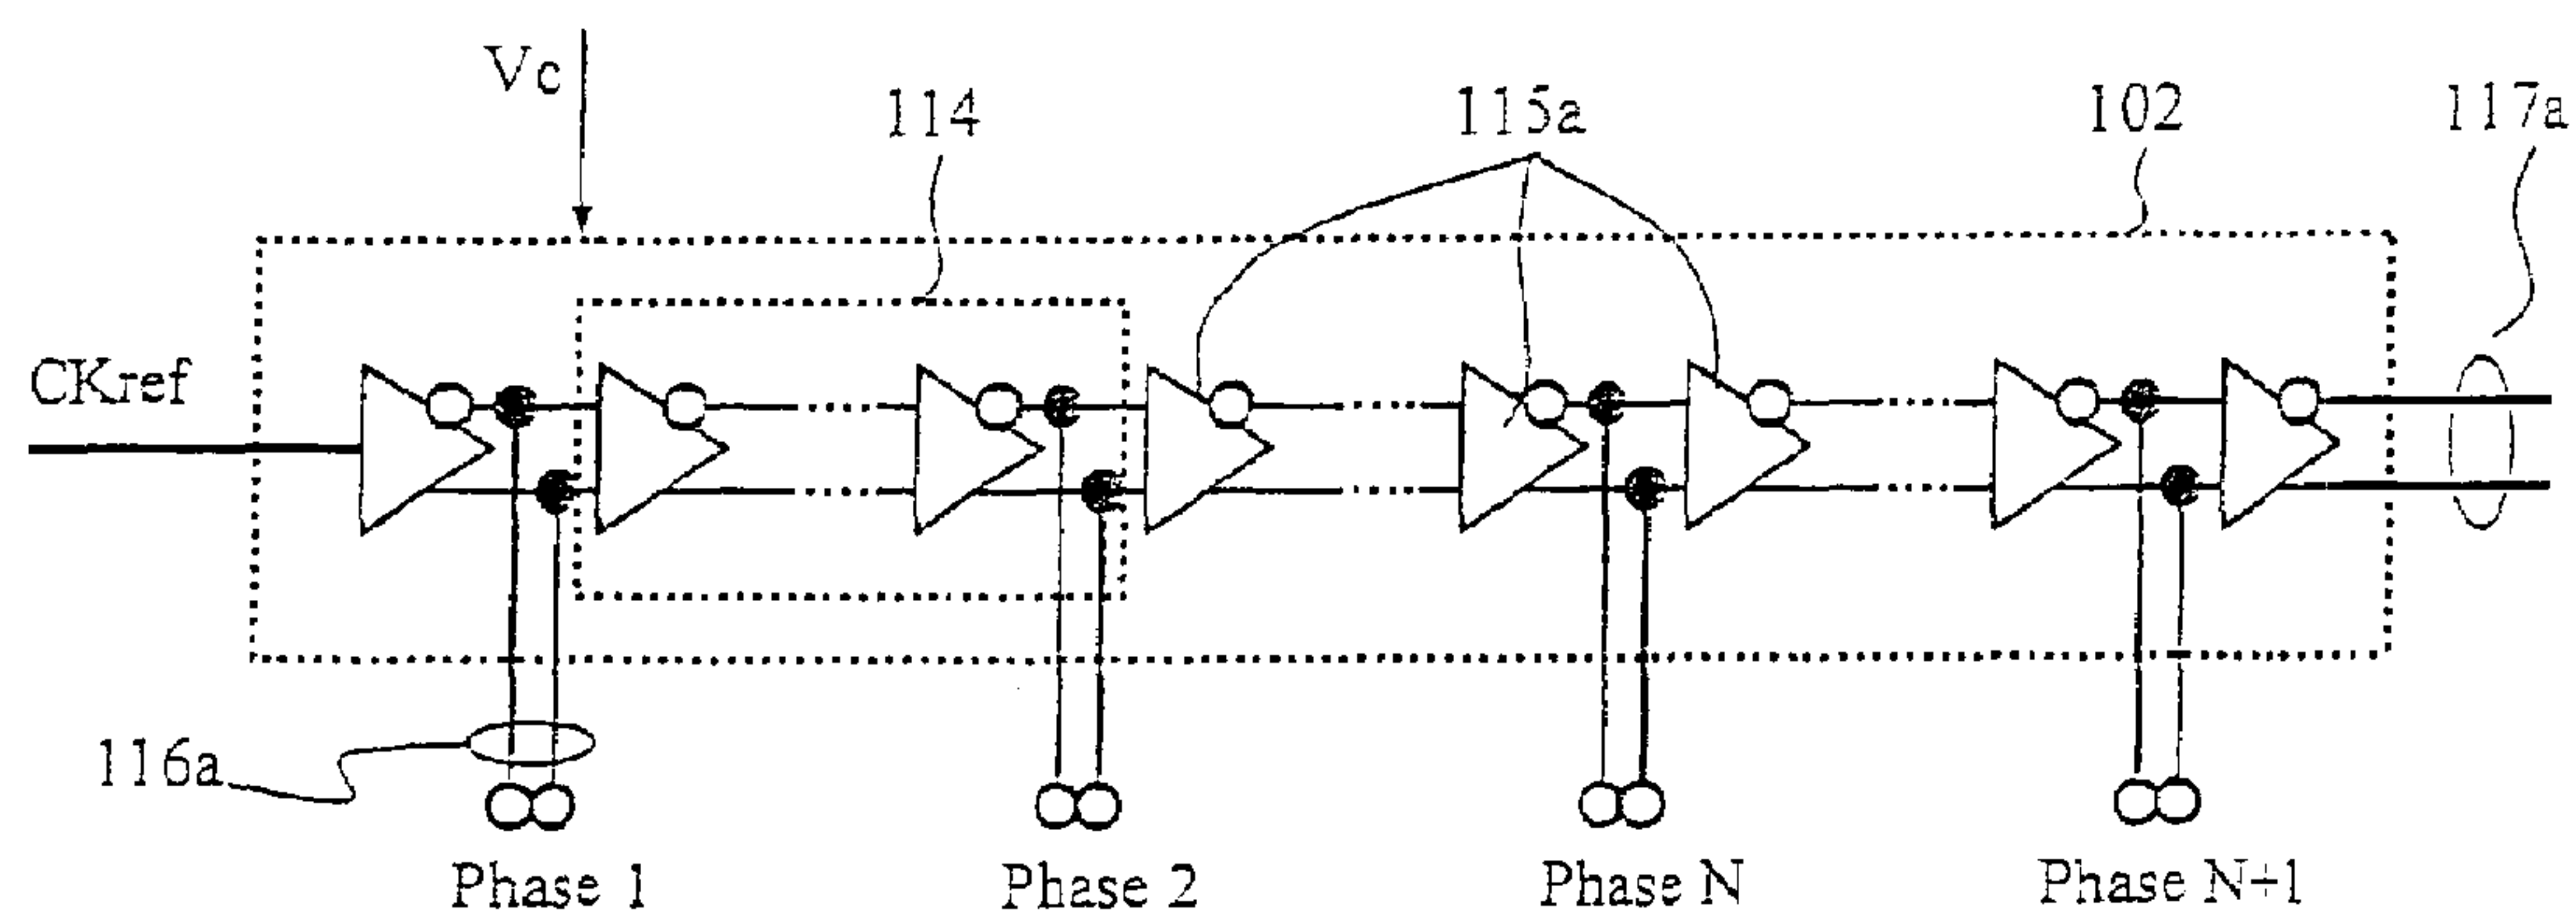 Vc
114
115a
102
117a
CKref
116a
Phase 1
Phase 2
Phase N
Phase N+1